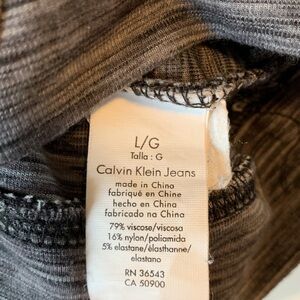 L/G
Talla : G
Calvin Klein Jeans
made in China
fabriqué en Chine
hecho en China
fabricado na China
79% viscose/viscosa
16% nylon/poliamida
5% elastane/élasthanne/
elastano
RN 36543
CA 50900